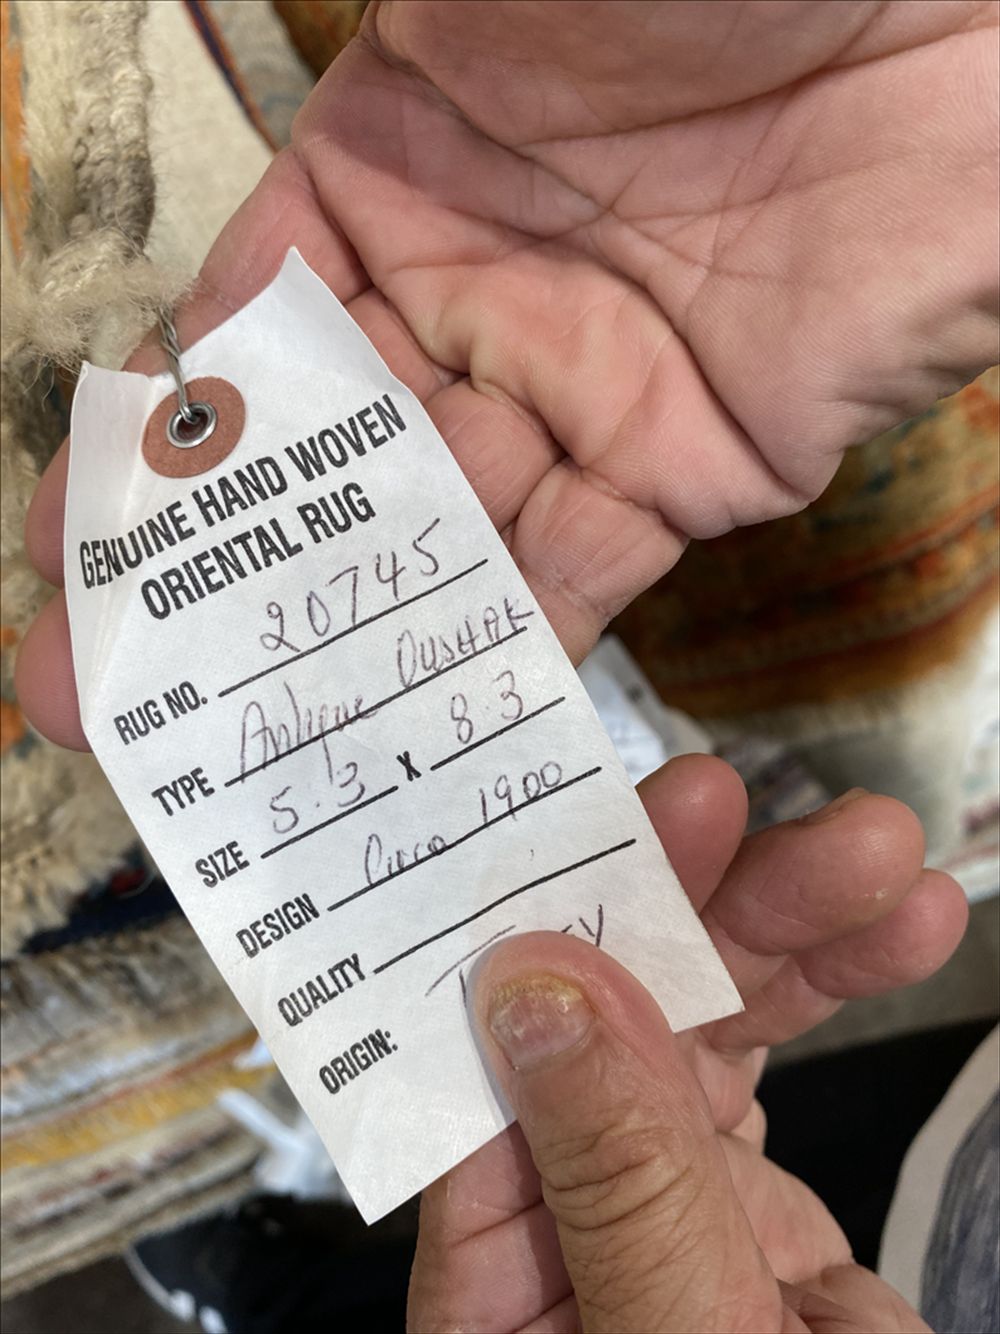 GENUINE HAND WOVEN
ORIENTAL RUG
RUG NO. 20745
TYPE Antique OUSHAK
SIZE 5.3 x 8.3
DESIGN Circa 1900
QUALITY
ORIGIN: